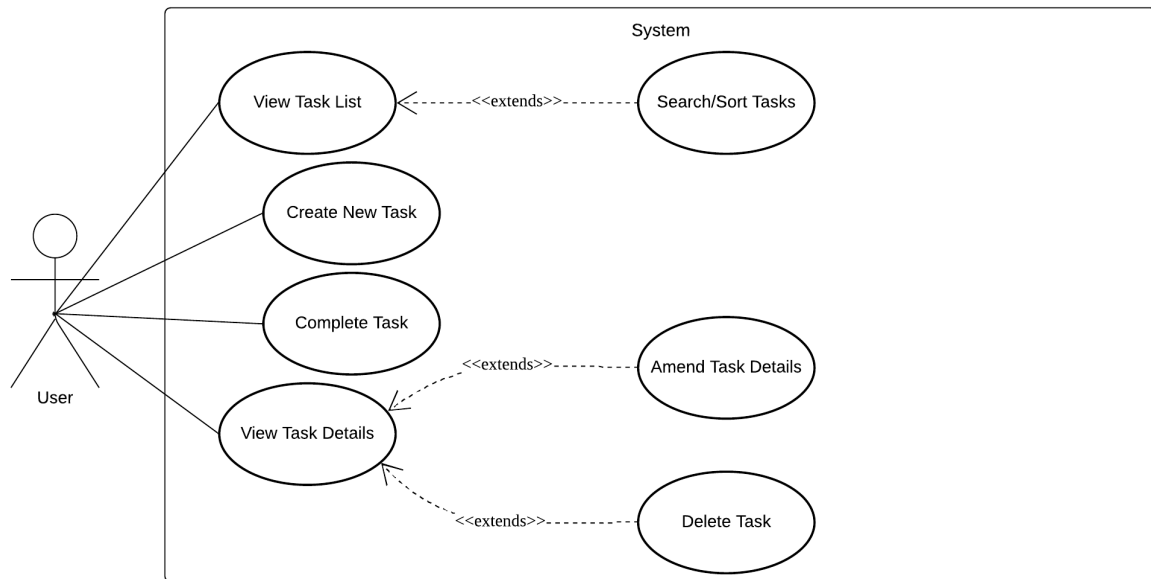 System
View Task List
<<extends>>
Search/Sort Tasks
Create New Task
Complete Task
<<extends>>
Amend Task Details
User
View Task Details
<<extends>>
Delete Task